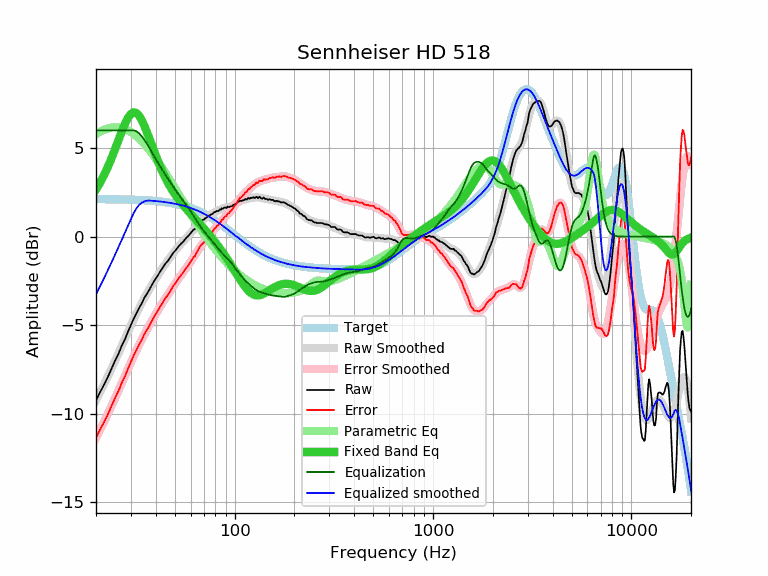 Sennheiser HD 518
Amplitude (dBr)
5
0
−5
−10
−15
Target
Raw Smoothed
Error Smoothed
Raw
Error
Parametric Eq
Fixed Band Eq
Equalization
Equalized smoothed
100
1000
10000
Frequency (Hz)